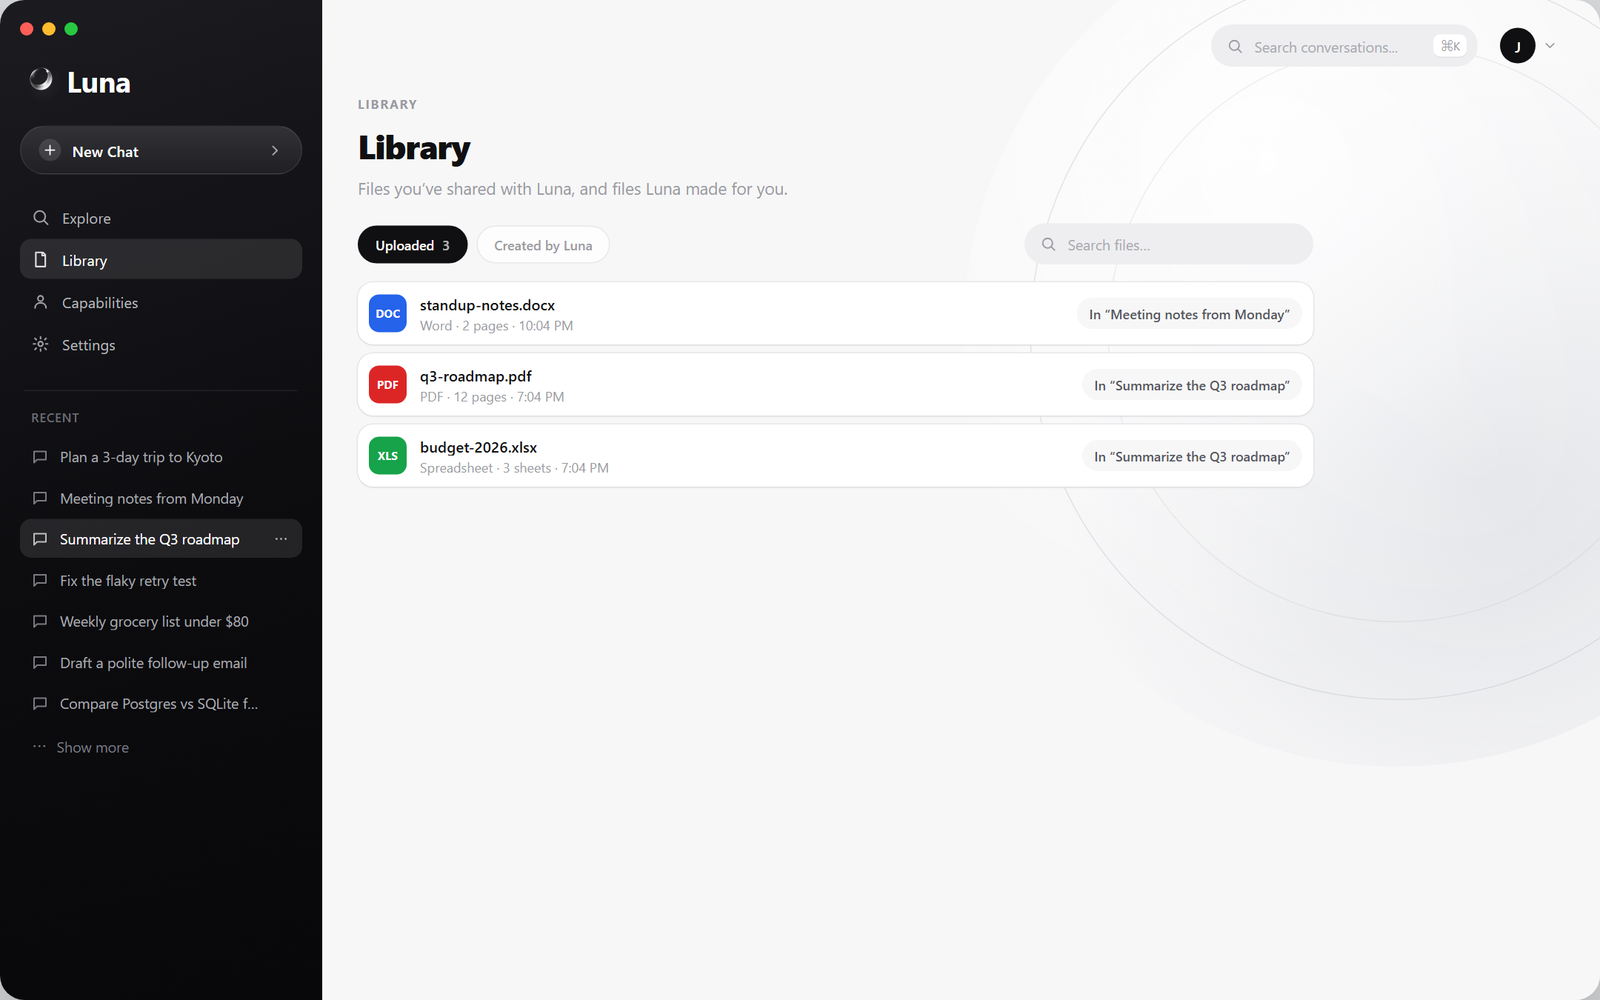 Luna
New Chat
Explore
Library
Capabilities
Settings
RECENT
Plan a 3-day trip to Kyoto
Meeting notes from Monday
Summarize the Q3 roadmap ···
Fix the flaky retry test
Weekly grocery list under $80
Draft a polite follow-up email
Compare Postgres vs SQLite f...
··· Show more
Search conversations... ⌘K
J
LIBRARY
Library
Files you've shared with Luna, and files Luna made for you.
Uploaded 3
Created by Luna
Search files...
DOC
standup-notes.docx
Word · 2 pages · 10:04 PM
In “Meeting notes from Monday”
PDF
q3-roadmap.pdf
PDF · 12 pages · 7:04 PM
In “Summarize the Q3 roadmap”
XLS
budget-2026.xlsx
Spreadsheet · 3 sheets · 7:04 PM
In “Summarize the Q3 roadmap”